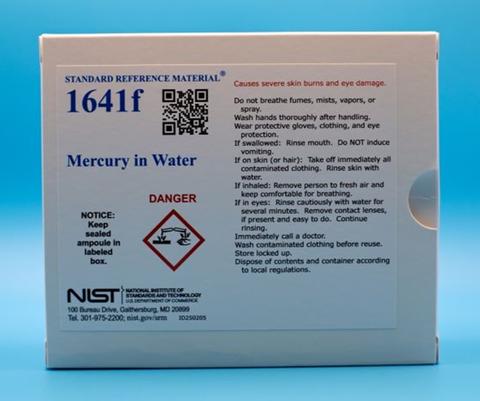 STANDARD REFERENCE MATERIAL®
1641f
Mercury in Water
DANGER
NOTICE:
Keep
sealed
ampoule in
labeled
box.
NIST
NATIONAL INSTITUTE OF
STANDARDS AND TECHNOLOGY
U.S. DEPARTMENT OF COMMERCE
100 Bureau Drive, Gaithersburg, MD 20899
Tel. 301-975-2200; nist.gov/srm ID250205
Causes severe skin burns and eye damage.
Do not breathe fumes, mists, vapors, or
spray.
Wash hands thoroughly after handling.
Wear protective gloves, clothing, and eye
protection.
If swallowed: Rinse mouth. Do NOT induce
vomiting.
If on skin (or hair): Take off immediately all
contaminated clothing. Rinse skin with
water.
If inhaled: Remove person to fresh air and
keep comfortable for breathing.
If in eyes: Rinse cautiously with water for
several minutes. Remove contact lenses,
if present and easy to do. Continue
rinsing.
Immediately call a doctor.
Wash contaminated clothing before reuse.
Store locked up.
Dispose of contents and container according
to local regulations.